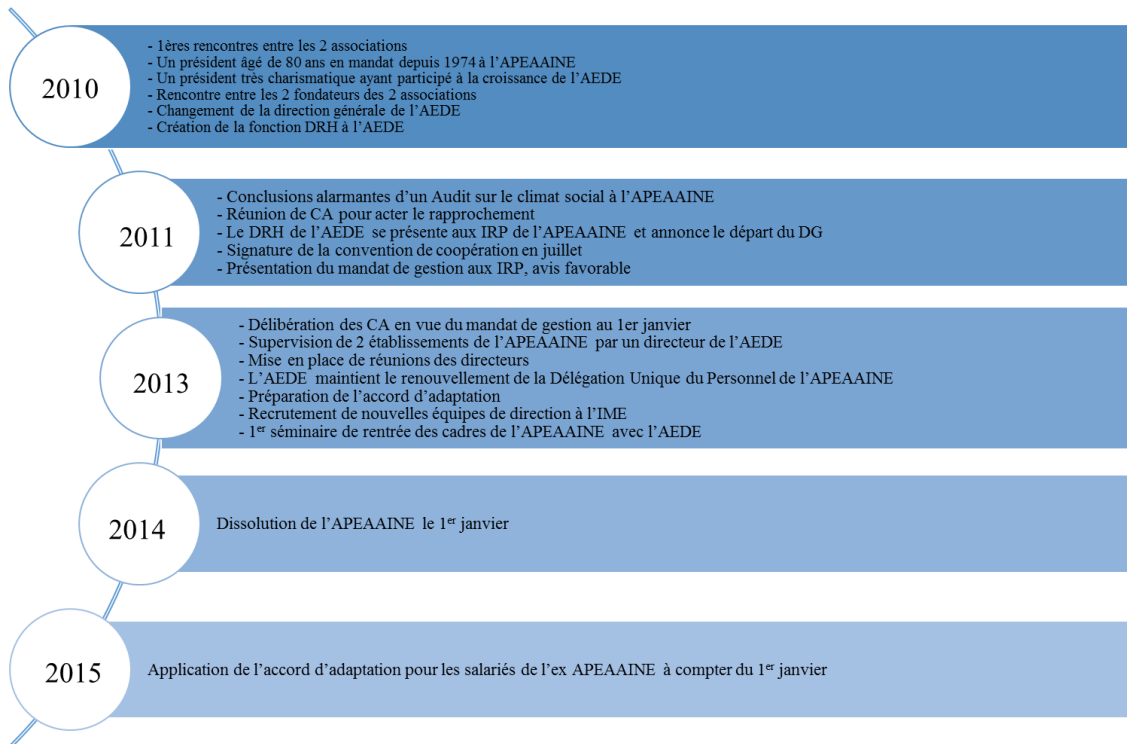 2010
- 1ères rencontres entre les 2 associations
- Un président âgé de 80 ans en mandat depuis 1974 à l’APEAAINE
- Un président très charismatique ayant participé à la croissance de l’AEDE
- Rencontre entre les 2 fondateurs des 2 associations
- Changement de la direction générale de l’AEDE
- Création de la fonction DRH à l’AEDE
2011
- Conclusions alarmantes d’un Audit sur le climat social à l’APEAAINE
- Réunion de CA pour acter le rapprochement
- Le DRH de l’AEDE se présente aux IRP de l’APEAAINE et annonce le départ du DG
- Signature de la convention de coopération en juillet
- Présentation du mandat de gestion aux IRP, avis favorable
2013
- Délibération des CA en vue du mandat de gestion au 1er janvier
- Supervision de 2 établissements de l’APEAAINE par un directeur de l’AEDE
- Mise en place de réunions des directeurs
- L’AEDE maintient le renouvellement de la Délégation Unique du Personnel de l’APEAAINE
- Préparation de l’accord d’adaptation
- Recrutement de nouvelles équipes de direction à l’IME
- 1er séminaire de rentrée des cadres de l’APEAAINE avec l’AEDE
2014
Dissolution de l’APEAAINE le 1er janvier
2015
Application de l’accord d’adaptation pour les salariés de l’ex APEAAINE à compter du 1er janvier